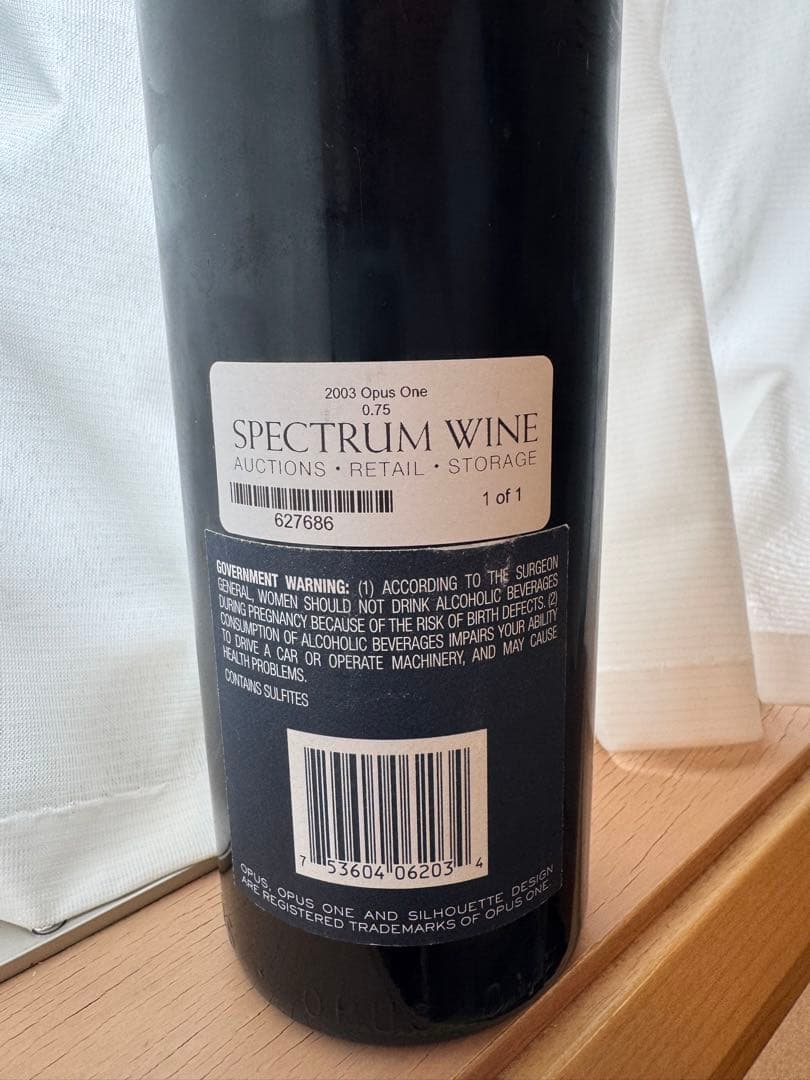 2003 Opus One
0.75
SPECTRUM WINE
AUCTIONS • RETAIL • STORAGE
1 of 1
627686
GOVERNMENT WARNING: (1) ACCORDING TO THE SURGEON
GENERAL, WOMEN SHOULD NOT DRINK ALCOHOLIC BEVERAGES
DURING PREGNANCY BECAUSE OF THE RISK OF BIRTH DEFECTS. (2)
CONSUMPTION OF ALCOHOLIC BEVERAGES IMPAIRS YOUR ABILITY
TO DRIVE A CAR OR OPERATE MACHINERY, AND MAY CAUSE
HEALTH PROBLEMS.
CONTAINS SULFITES
7 53604 06203 4
OPUS, OPUS ONE AND SILHOUETTE DESIGN
ARE REGISTERED TRADEMARKS OF OPUS ONE.
OPUS